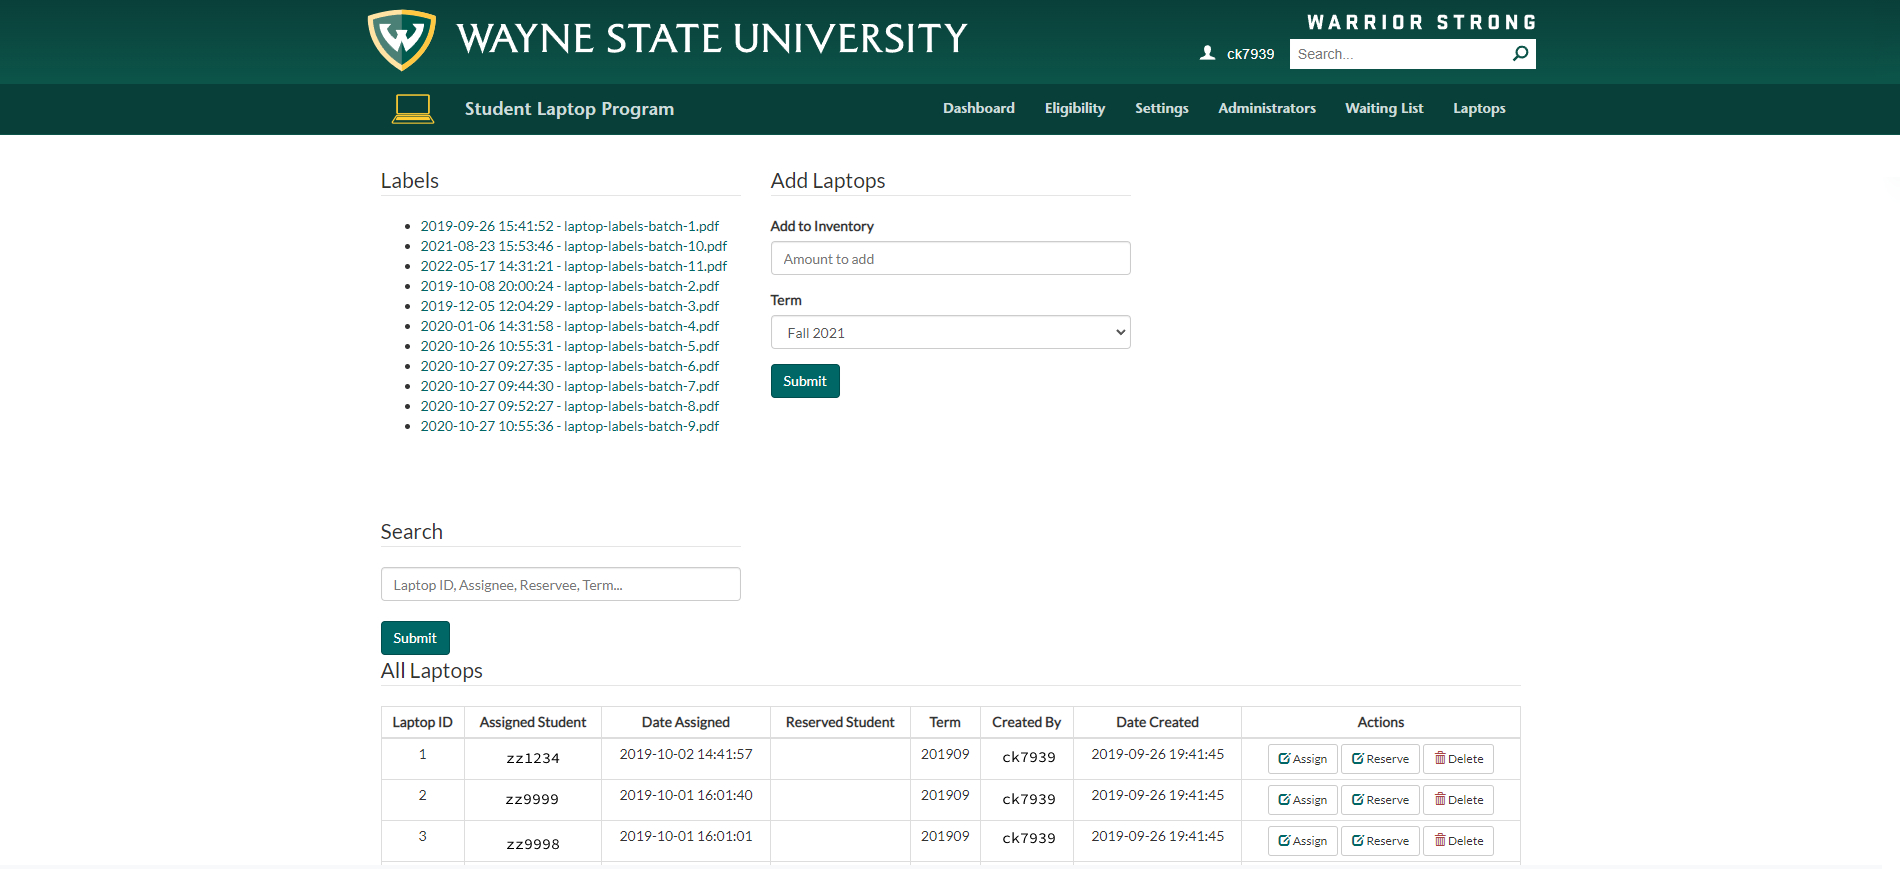 WAYNE STATE UNIVERSITY
WARRIOR STRONG
ck7939
Search...
Student Laptop Program
Dashboard Eligibility Settings Administrators Waiting List Laptops
Labels
2019-09-26 15:41:52 - laptop-labels-batch-1.pdf
2021-08-23 15:53:46 - laptop-labels-batch-10.pdf
2022-05-17 14:31:21 - laptop-labels-batch-11.pdf
2019-10-08 20:00:24 - laptop-labels-batch-2.pdf
2019-12-05 12:04:29 - laptop-labels-batch-3.pdf
2020-01-06 14:31:58 - laptop-labels-batch-4.pdf
2020-10-26 10:55:31 - laptop-labels-batch-5.pdf
2020-10-27 09:27:35 - laptop-labels-batch-6.pdf
2020-10-27 09:44:30 - laptop-labels-batch-7.pdf
2020-10-27 09:52:27 - laptop-labels-batch-8.pdf
2020-10-27 10:55:36 - laptop-labels-batch-9.pdf
Add Laptops
Add to Inventory
Amount to add
Term
Fall 2021
Submit
Search
Laptop ID, Assignee, Reservee, Term...
Submit
All Laptops
Laptop ID Assigned Student Date Assigned Reserved Student Term Created By Date Created Actions
1 zz1234 2019-10-02 14:41:57 201909 ck7939 2019-09-26 19:41:45 Assign Reserve Delete
2 zz9999 2019-10-01 16:01:40 201909 ck7939 2019-09-26 19:41:45 Assign Reserve Delete
3 zz9998 2019-10-01 16:01:01 201909 ck7939 2019-09-26 19:41:45 Assign Reserve Delete